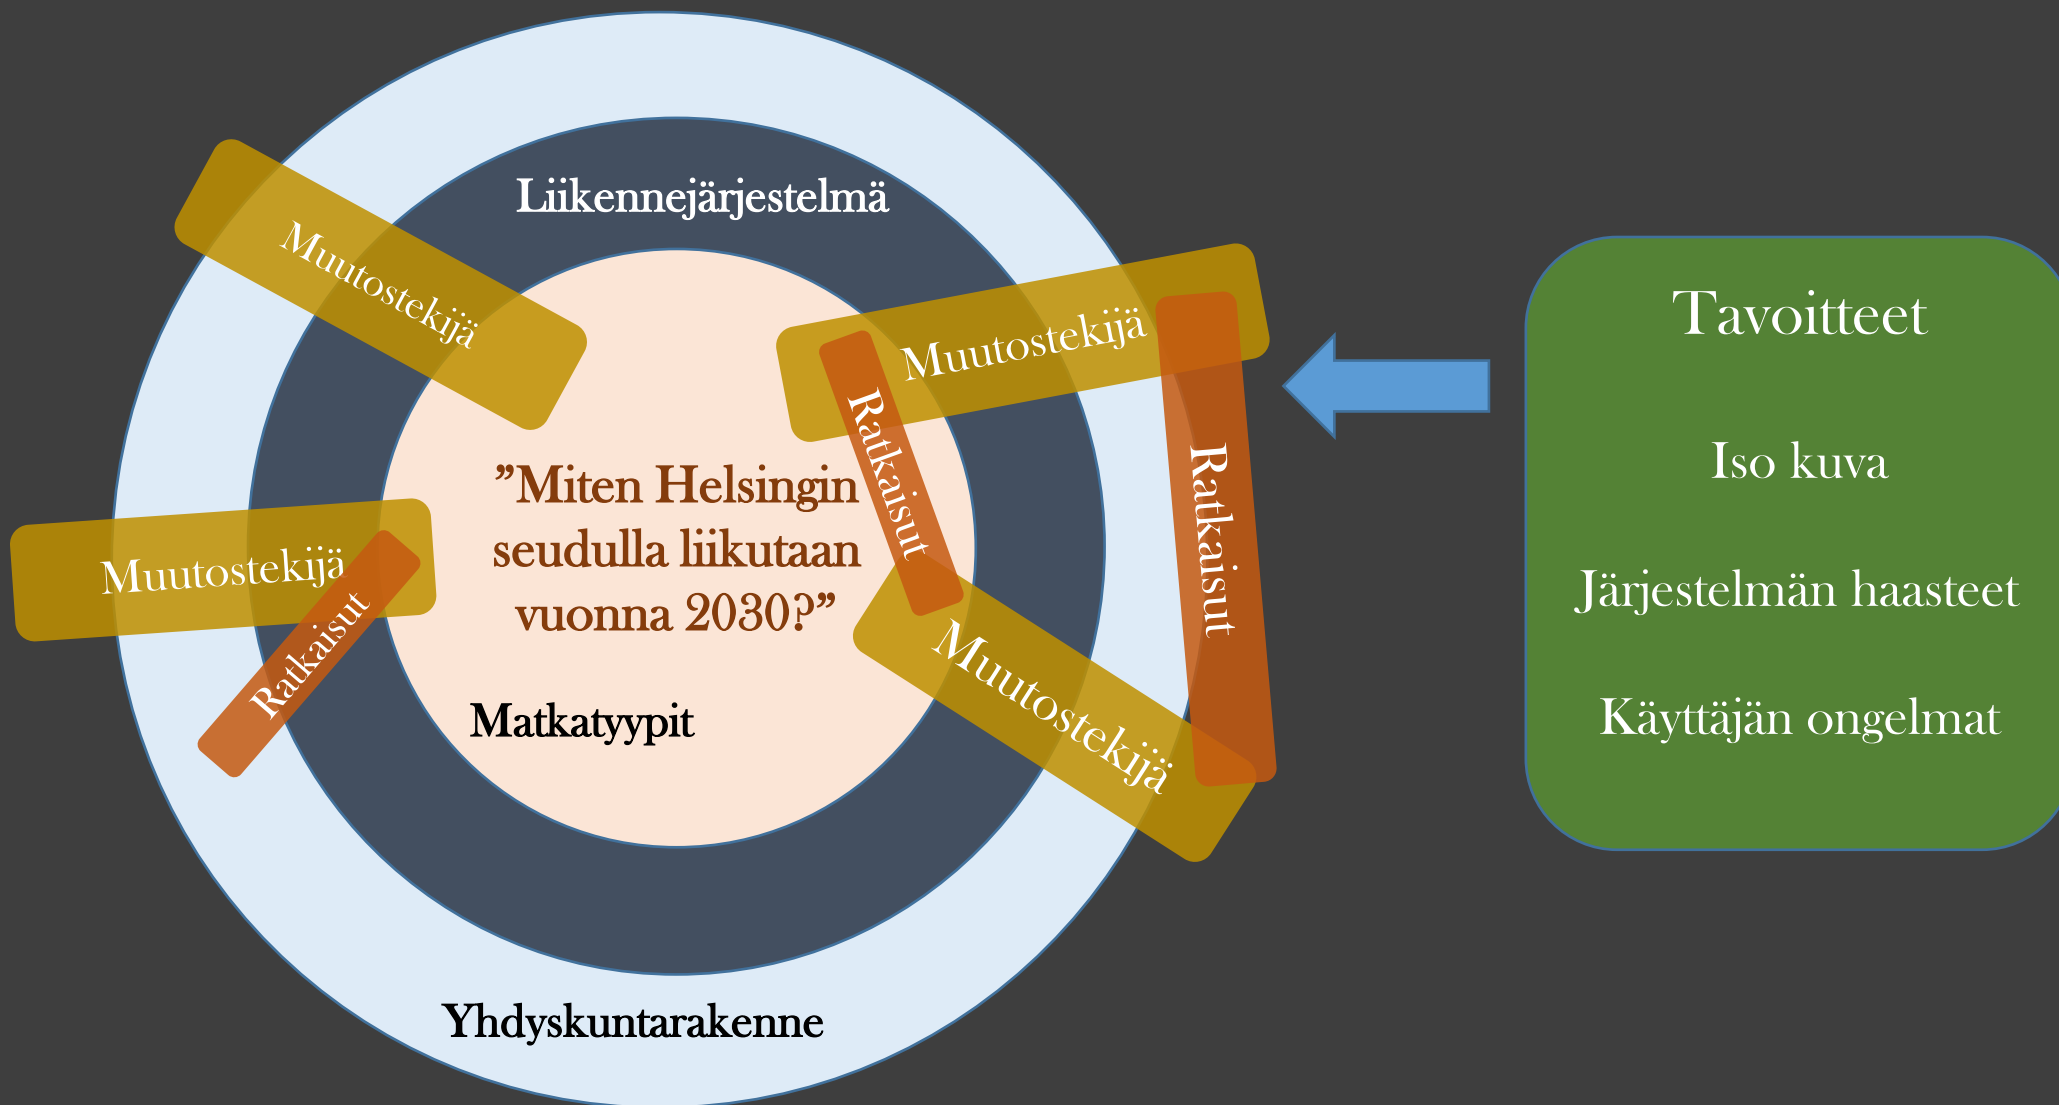 Liikennejärjestelmä
Muutostekijä
Muutostekijä
Ratkaisut
Ratkaisut
”Miten Helsingin
seudulla liikutaan
vuonna 2030?”
Muutostekijä
Ratkaisut
Muutostekijä
Matkatyypit
Yhdyskuntarakenne
Tavoitteet
Iso kuva
Järjestelmän haasteet
Käyttäjän ongelmat